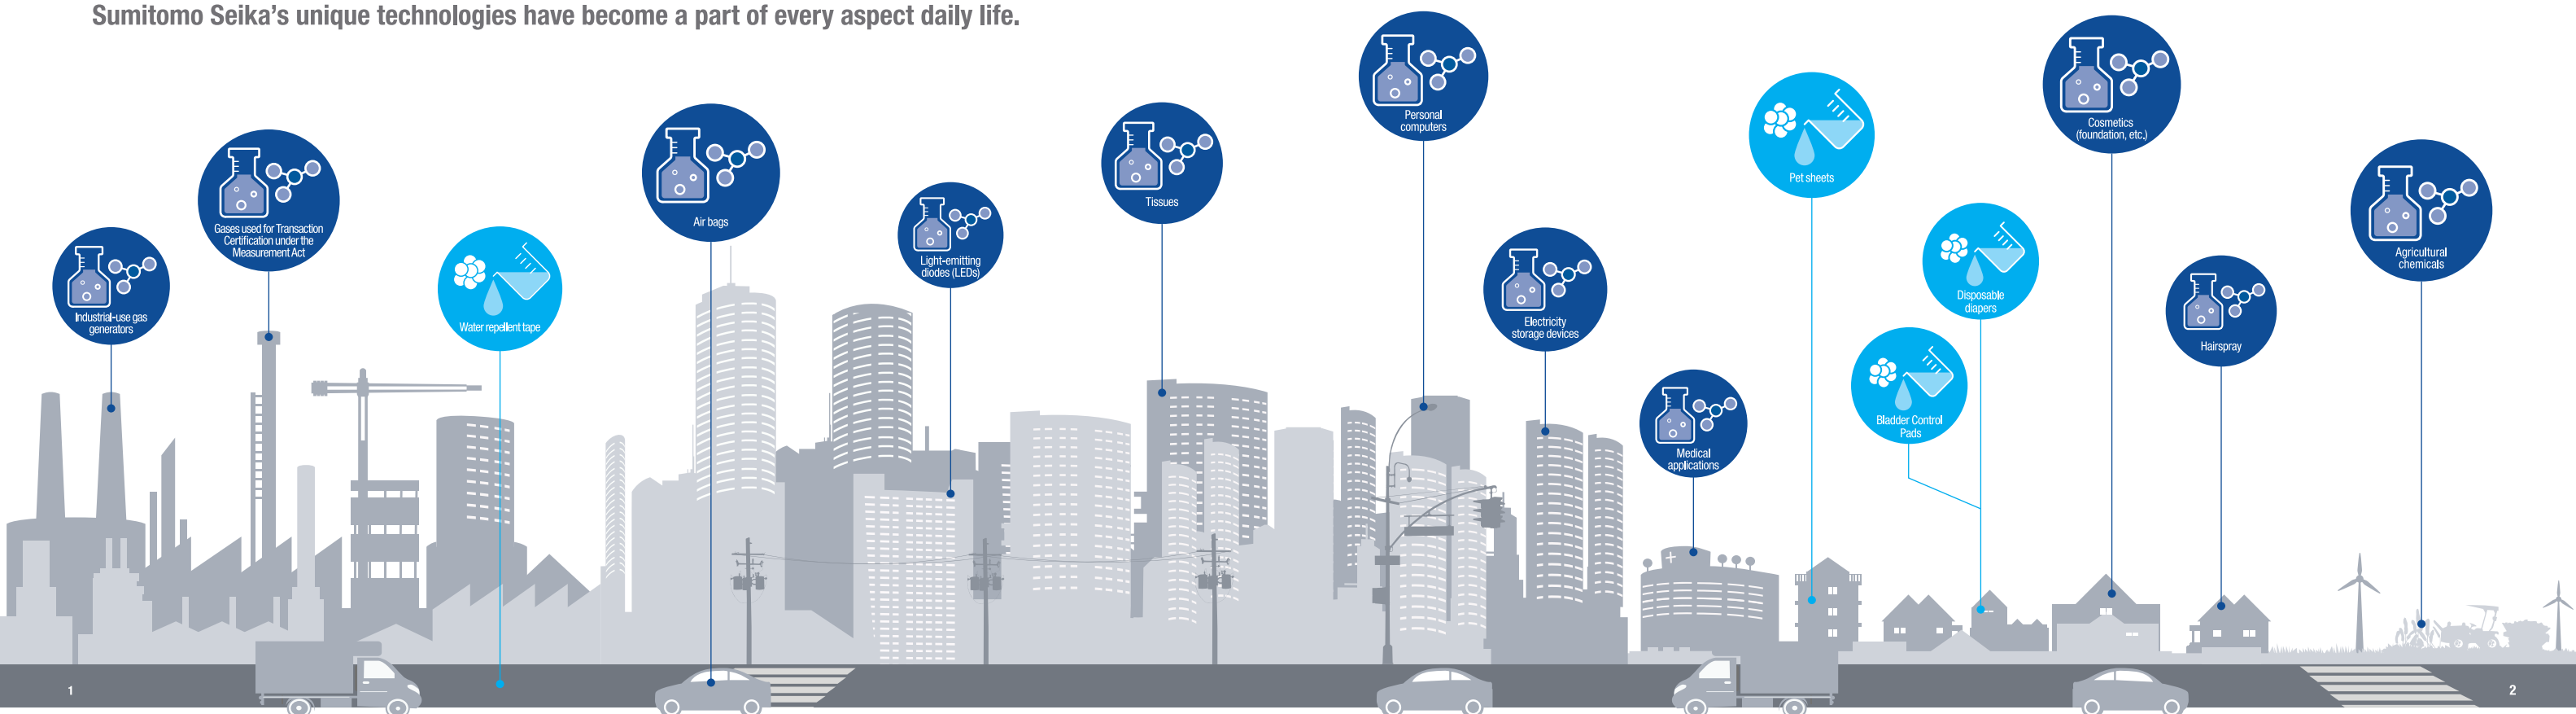 Sumitomo Seika’s unique technologies have become a part of every aspect daily life.
Industrial-use gas
generators
Gases used for Transaction
Certification under the
Measurement Act
Water repellent tape
Air bags
Light-emitting
diodes (LEDs)
Tissues
Personal
computers
Electricity
storage devices
Medical
applications
Pet sheets
Bladder Control
Pads
Disposable
diapers
Cosmetics
(foundation, etc.)
Hairspray
Agricultural
chemicals
1
2